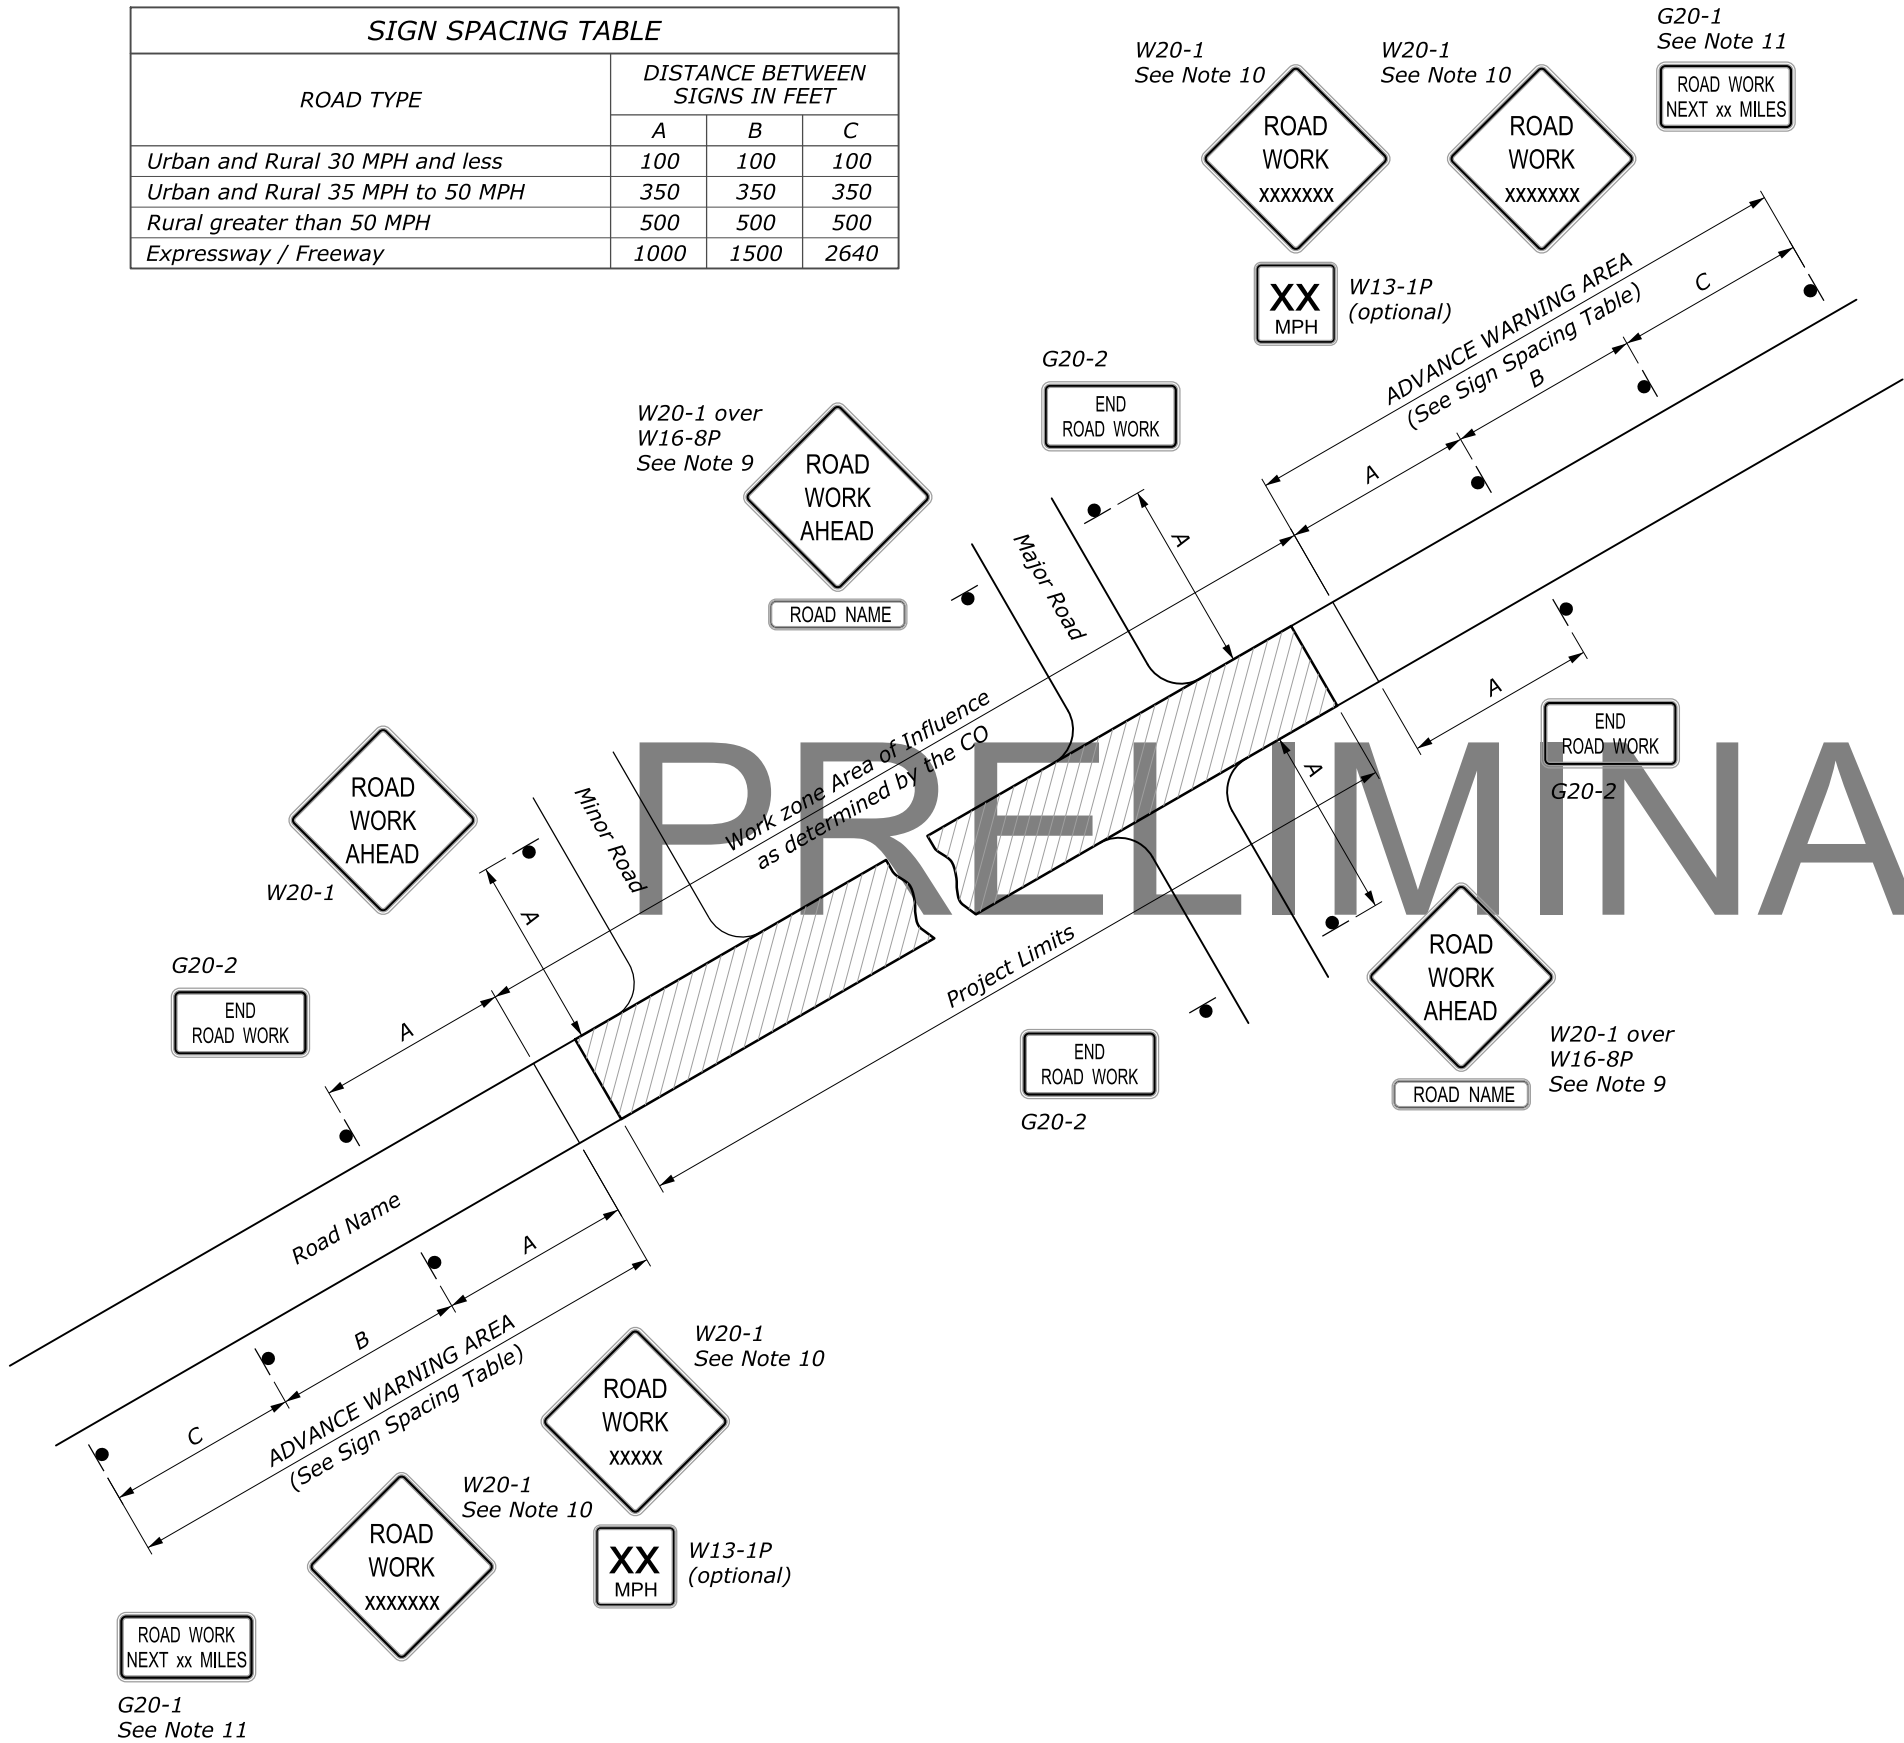 SIGN SPACING TABLE
ROAD TYPE
DISTANCE BETWEEN
SIGNS IN FEET
A B C
Urban and Rural 30 MPH and less 100 100 100
Urban and Rural 35 MPH to 50 MPH 350 350 350
Rural greater than 50 MPH 500 500 500
Expressway / Freeway 1000 1500 2640
W20-1
See Note 10
ROAD
WORK
XXXXXXX
XX
MPH
W13-1P
(optional)
W20-1
See Note 10
ROAD
WORK
XXXXXXX
G20-1
See Note 11
ROAD WORK
NEXT xx MILES
ADVANCE WARNING AREA
(See Sign Spacing Table)
C
B
A
G20-2
END
ROAD WORK
W20-1 over
W16-8P
See Note 9
ROAD
WORK
AHEAD
ROAD NAME
Major Road
A
A
END
ROAD WORK
G20-2
Work zone Area of Influence
as determined by the CO
PRELIMINA
ROAD
WORK
AHEAD
W20-1
Minor Road
A
A
Project Limits
ROAD
WORK
AHEAD
ROAD NAME
W20-1 over
W16-8P
See Note 9
G20-2
END
ROAD WORK
A
END
ROAD WORK
G20-2
Road Name
A
B
C
ADVANCE WARNING AREA
(See Sign Spacing Table)
W20-1
See Note 10
ROAD
WORK
XXXXX
XX
MPH
W13-1P
(optional)
W20-1
See Note 10
ROAD
WORK
XXXXXXX
ROAD WORK
NEXT xx MILES
G20-1
See Note 11